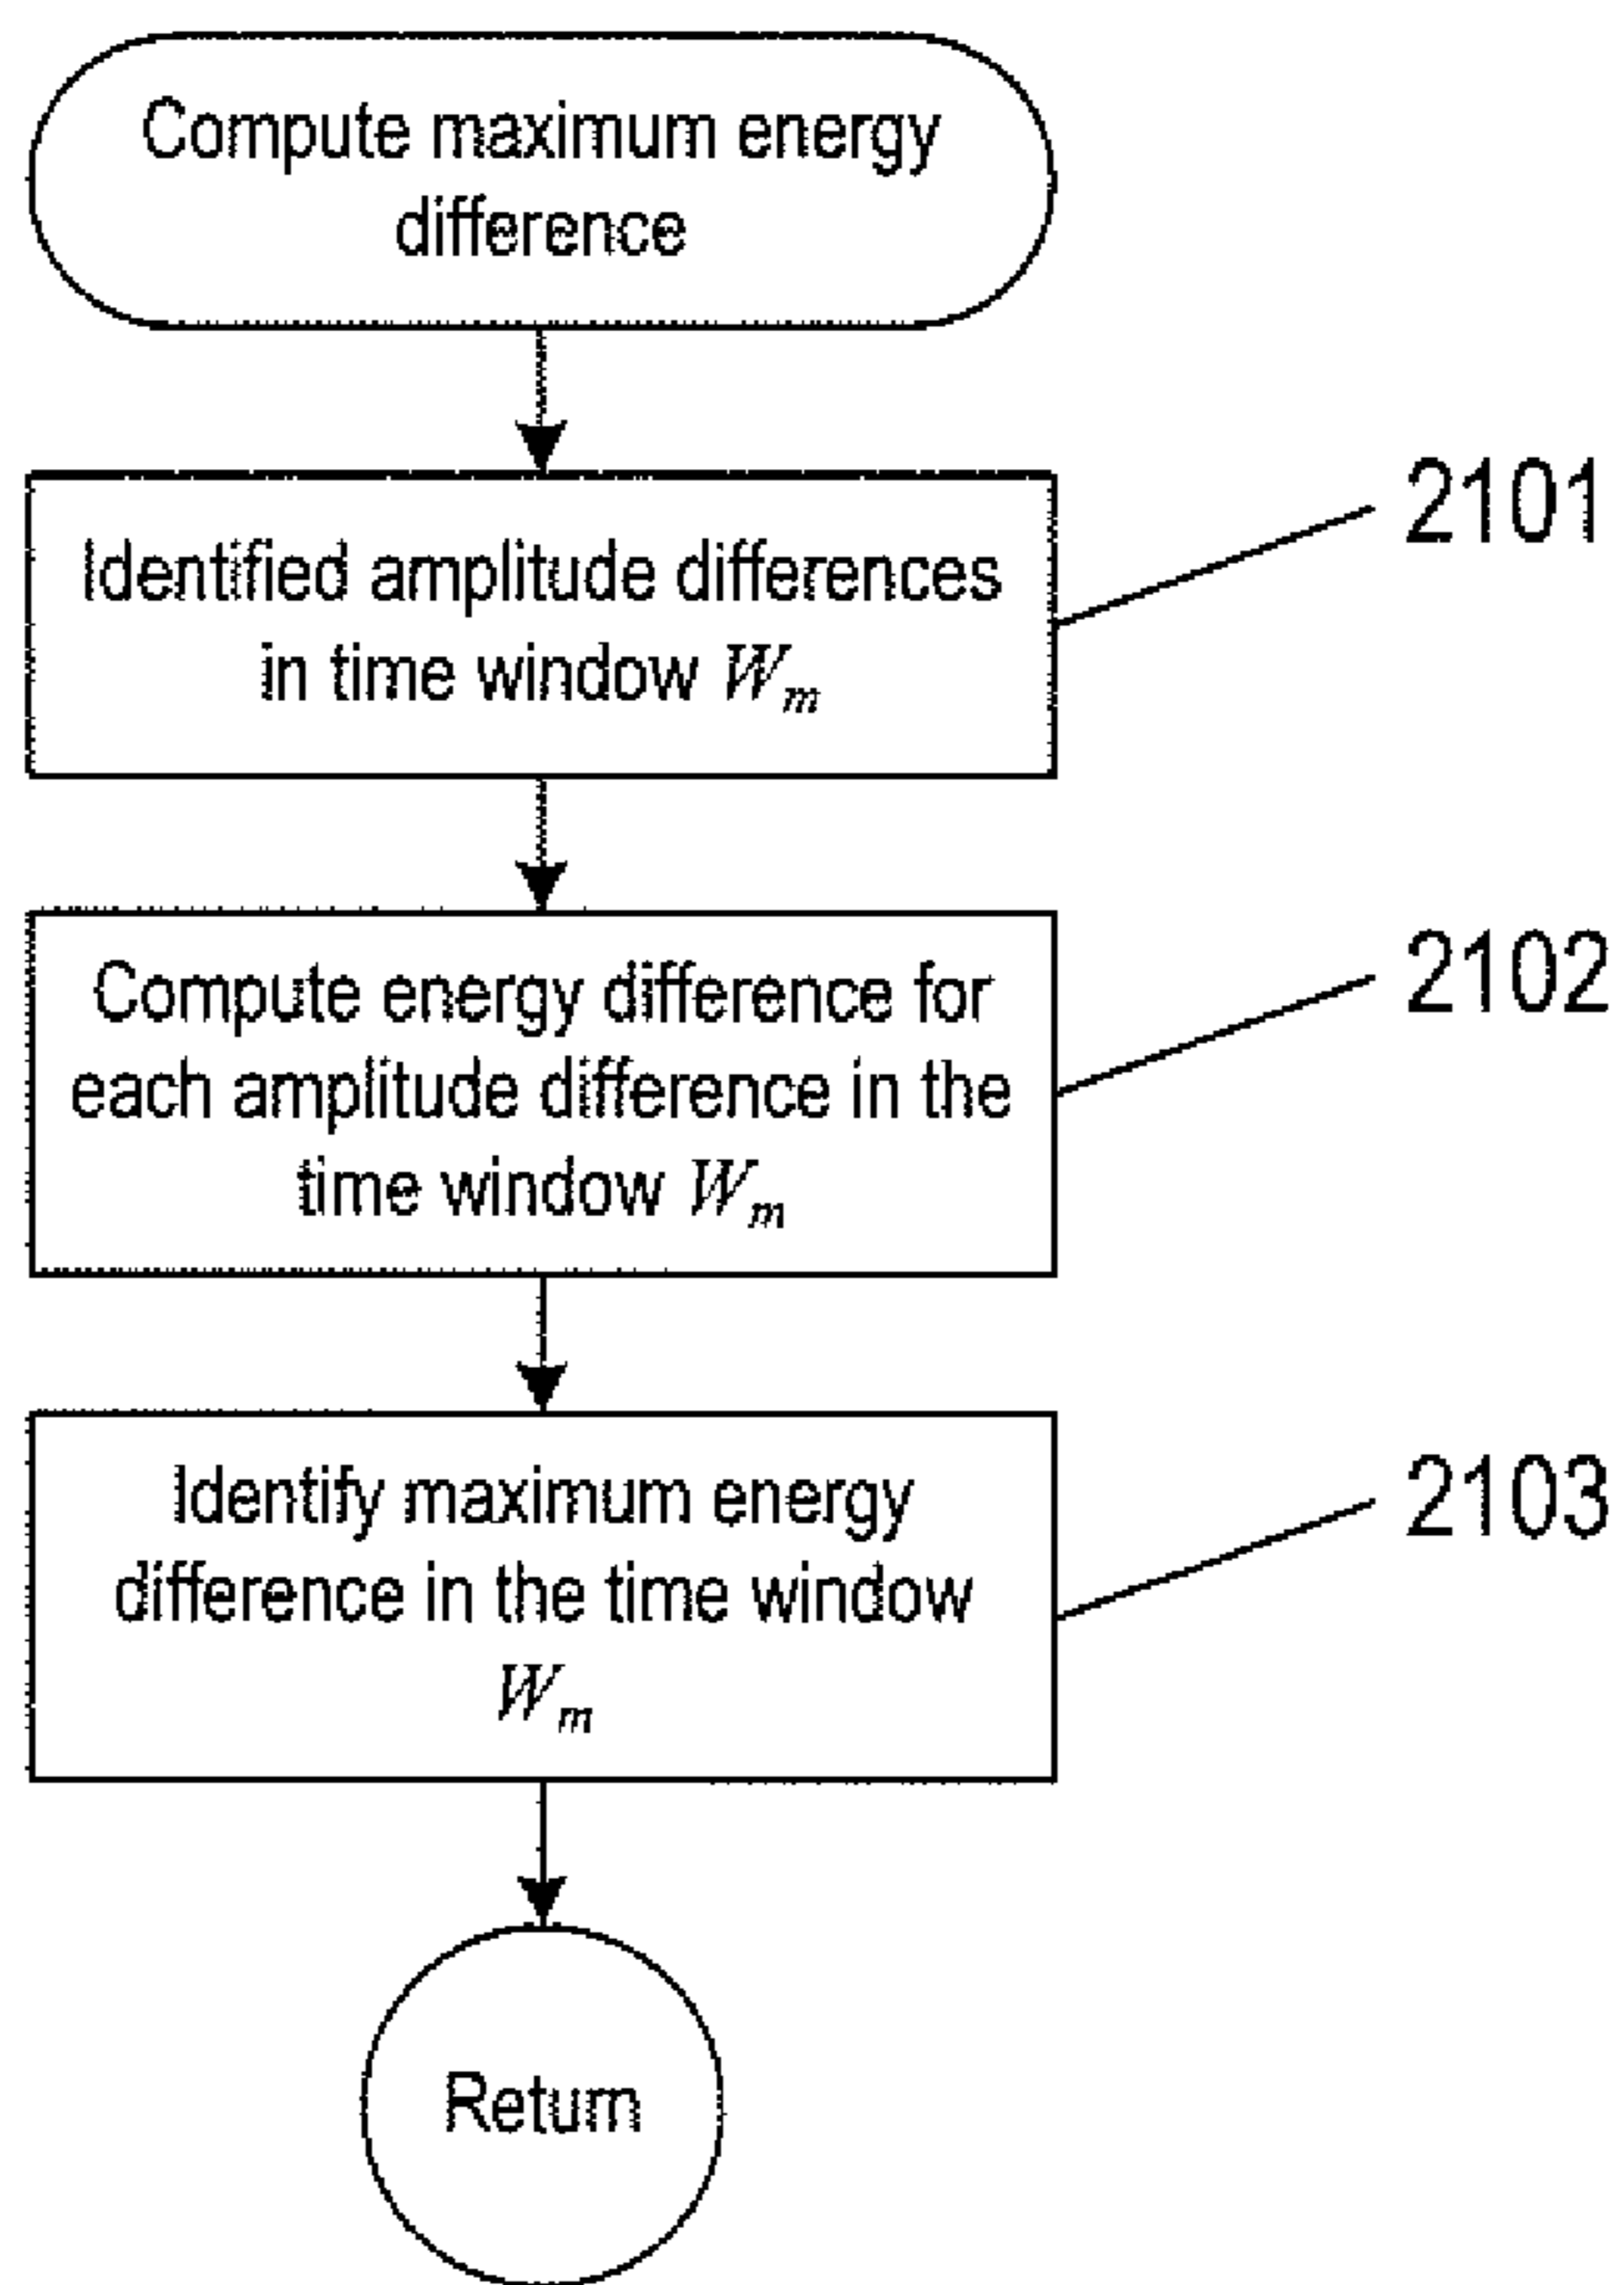 Compute maximum energy
difference
2101
Identified amplitude differences
in time window Wₘ
2102
Compute energy difference for
each amplitude difference in the
time window Wₘ
2103
Identify maximum energy
difference in the time window
Wₘ
Return